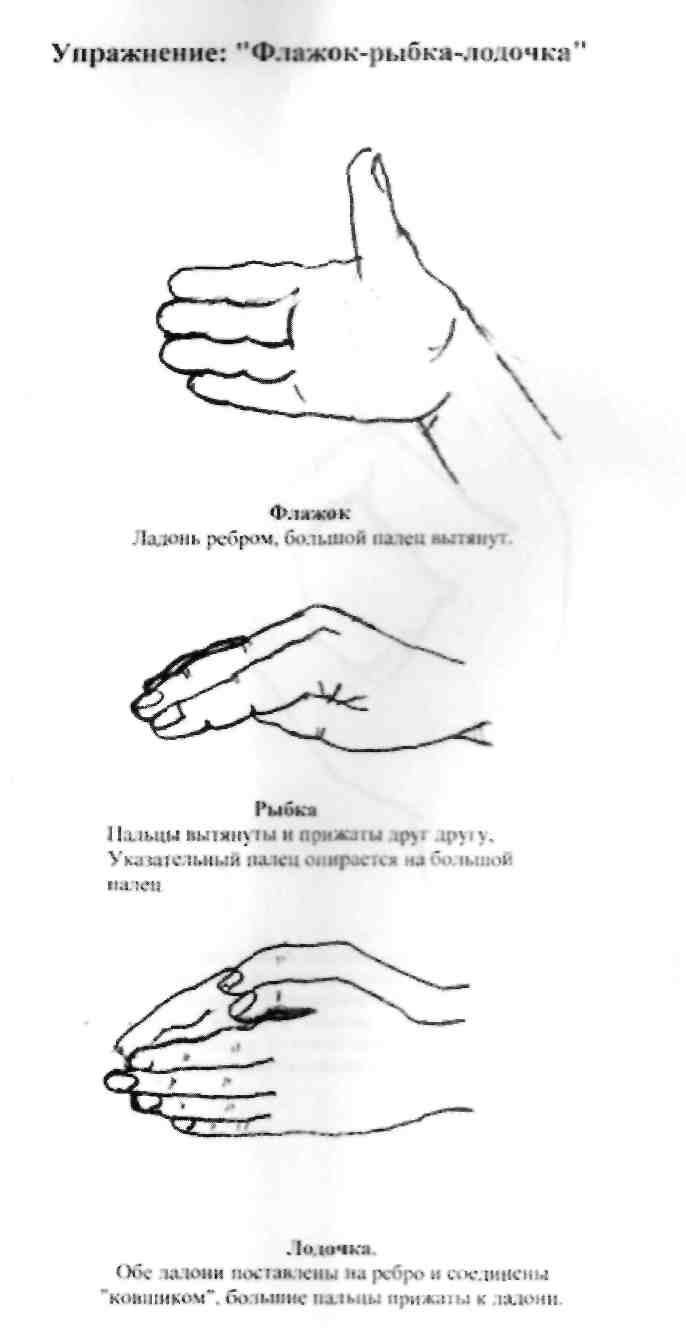 Упражнение: "Флажок-рыбка-лодочка"
Флажок
Ладонь ребром, большой палец вытянут.
Рыбка
Пальцы вытянуты и прижаты друг другу,
Указательный палец опирается на большой
палец
Лодочка.
Обе ладони поставлены на ребро и соединены
"ковшиком", большие пальцы прижаты к ладони.